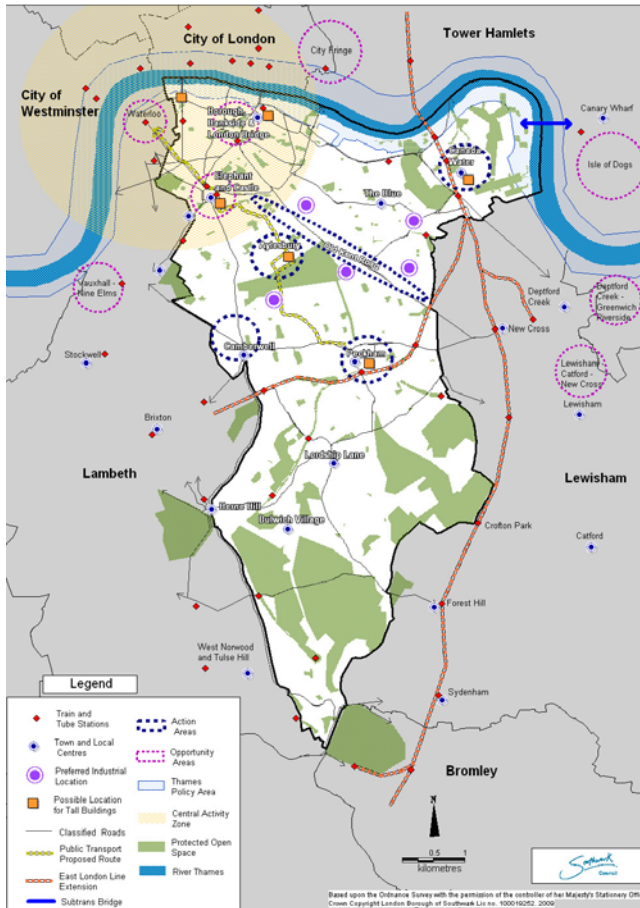 City of London
City Fringe
Tower Hamlets
City of
Westminster
Waterloo
Borough,
Bankside &
London Bridge
Canary Wharf
Isle of Dogs
Canada
Water
Elephant
and Castle
The Blue
Aylesbury
Old Kent Road
Vauxhall -
Nine Elms
Deptford
Creek
Deptford
Creek -
Greenwich
Riverside
New Cross
Camberwell
Peckham
Stockwell
Lewisham
Catford -
New Cross
Lewisham
Brixton
Lordship Lane
Lambeth
Lewisham
Herne Hill
Dulwich Village
Crofton Park
Catford
Forest Hill
West Norwood
and Tulse Hill
Sydenham
Bromley
Legend
Train and
Tube Stations
Town and Local
Centres
Preferred Industrial
Location
Possible Location
for Tall Buildings
Classified Roads
Public Transport
Proposed Route
East London Line
Extension
Subtrans Bridge
Action
Areas
Opportunity
Areas
Thames
Policy Area
Central Activity
Zone
Protected Open
Space
River Thames
N
0.5 1
kilometres
Southwark
Council
Based upon the Ordnance Survey with the permission of the controller of her Majesty's Stationery Offi
Crown Copyright London Borough of Southwark Lic no. 100019252. 2009